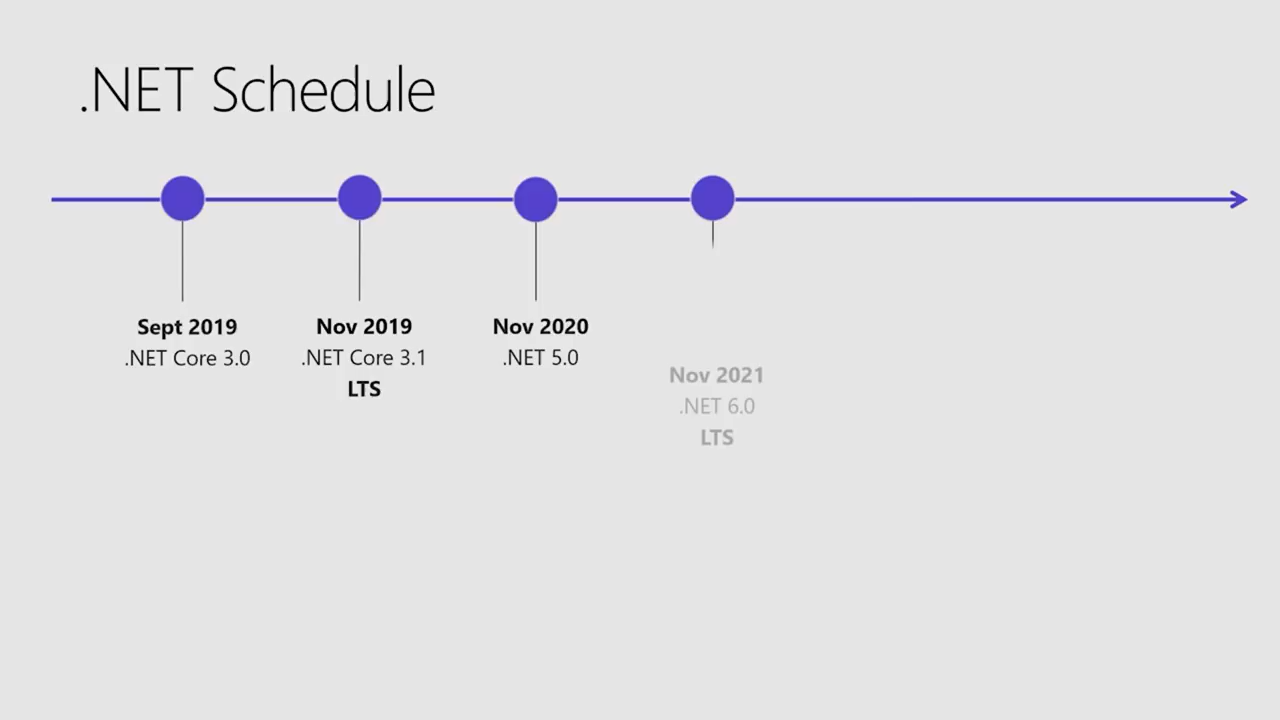 .NET Schedule
Sept 2019
.NET Core 3.0
Nov 2019
.NET Core 3.1
LTS
Nov 2020
.NET 5.0
Nov 2021
.NET 6.0
LTS